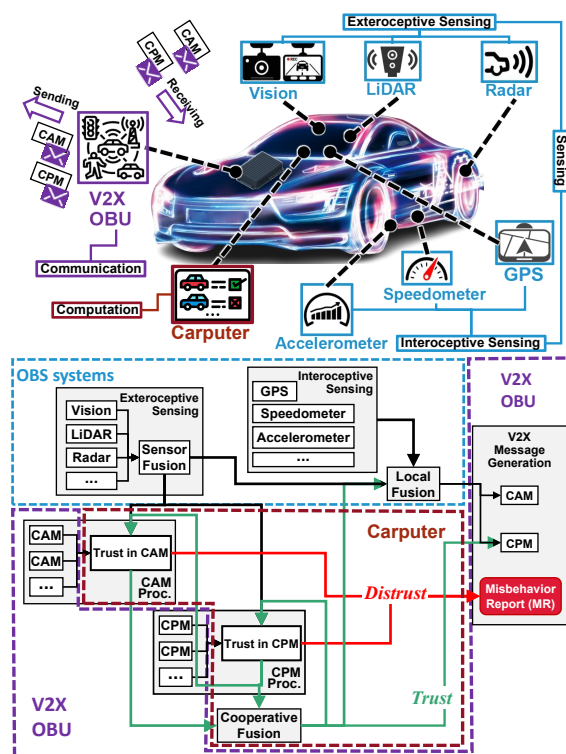 Exteroceptive Sensing
CPM
CAM
Receiving
Sending
CAM
CPM
Vision
LiDAR
Radar
Sensing
V2X
OBU
Communication
Computation
Carputer
Accelerometer
Speedometer
GPS
Interoceptive Sensing
OBS systems
Exteroceptive
Sensing
Vision
LiDAR
Radar
...
Sensor
Fusion
Interoceptive
Sensing
GPS
Speedometer
Accelerometer
...
Local
Fusion
V2X
OBU
V2X
Message
Generation
CAM
CPM
Misbehavior
Report (MR)
Carputer
CAM
CAM
...
Trust in CAM
CAM
Proc.
Distrust
CPM
CPM
...
Trust in CPM
CPM
Proc.
Trust
Cooperative
Fusion
V2X
OBU